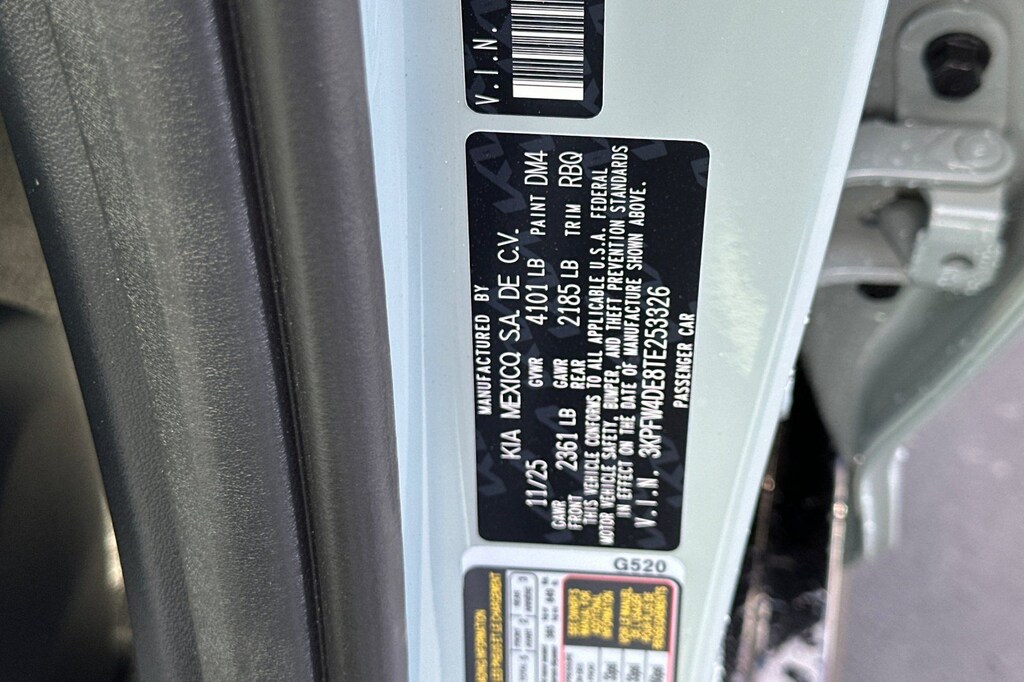 V.I.N.
MANUFACTURED BY
KIA MEXICO, S.A. DE C.V.
11/25 GVWR 4101 LB PAINT DM4
GAWR FRONT 2361 LB GAWR REAR 2185 LB TRIM RBQ
THIS VEHICLE CONFORMS TO ALL APPLICABLE U.S.A. FEDERAL
MOTOR VEHICLE SAFETY, BUMPER, AND THEFT PREVENTION STANDARDS
IN EFFECT ON THE DATE OF MANUFACTURE SHOWN ABOVE.
V.I.N. 3KPFW4DE8TE253326
PASSENGER CAR
G520